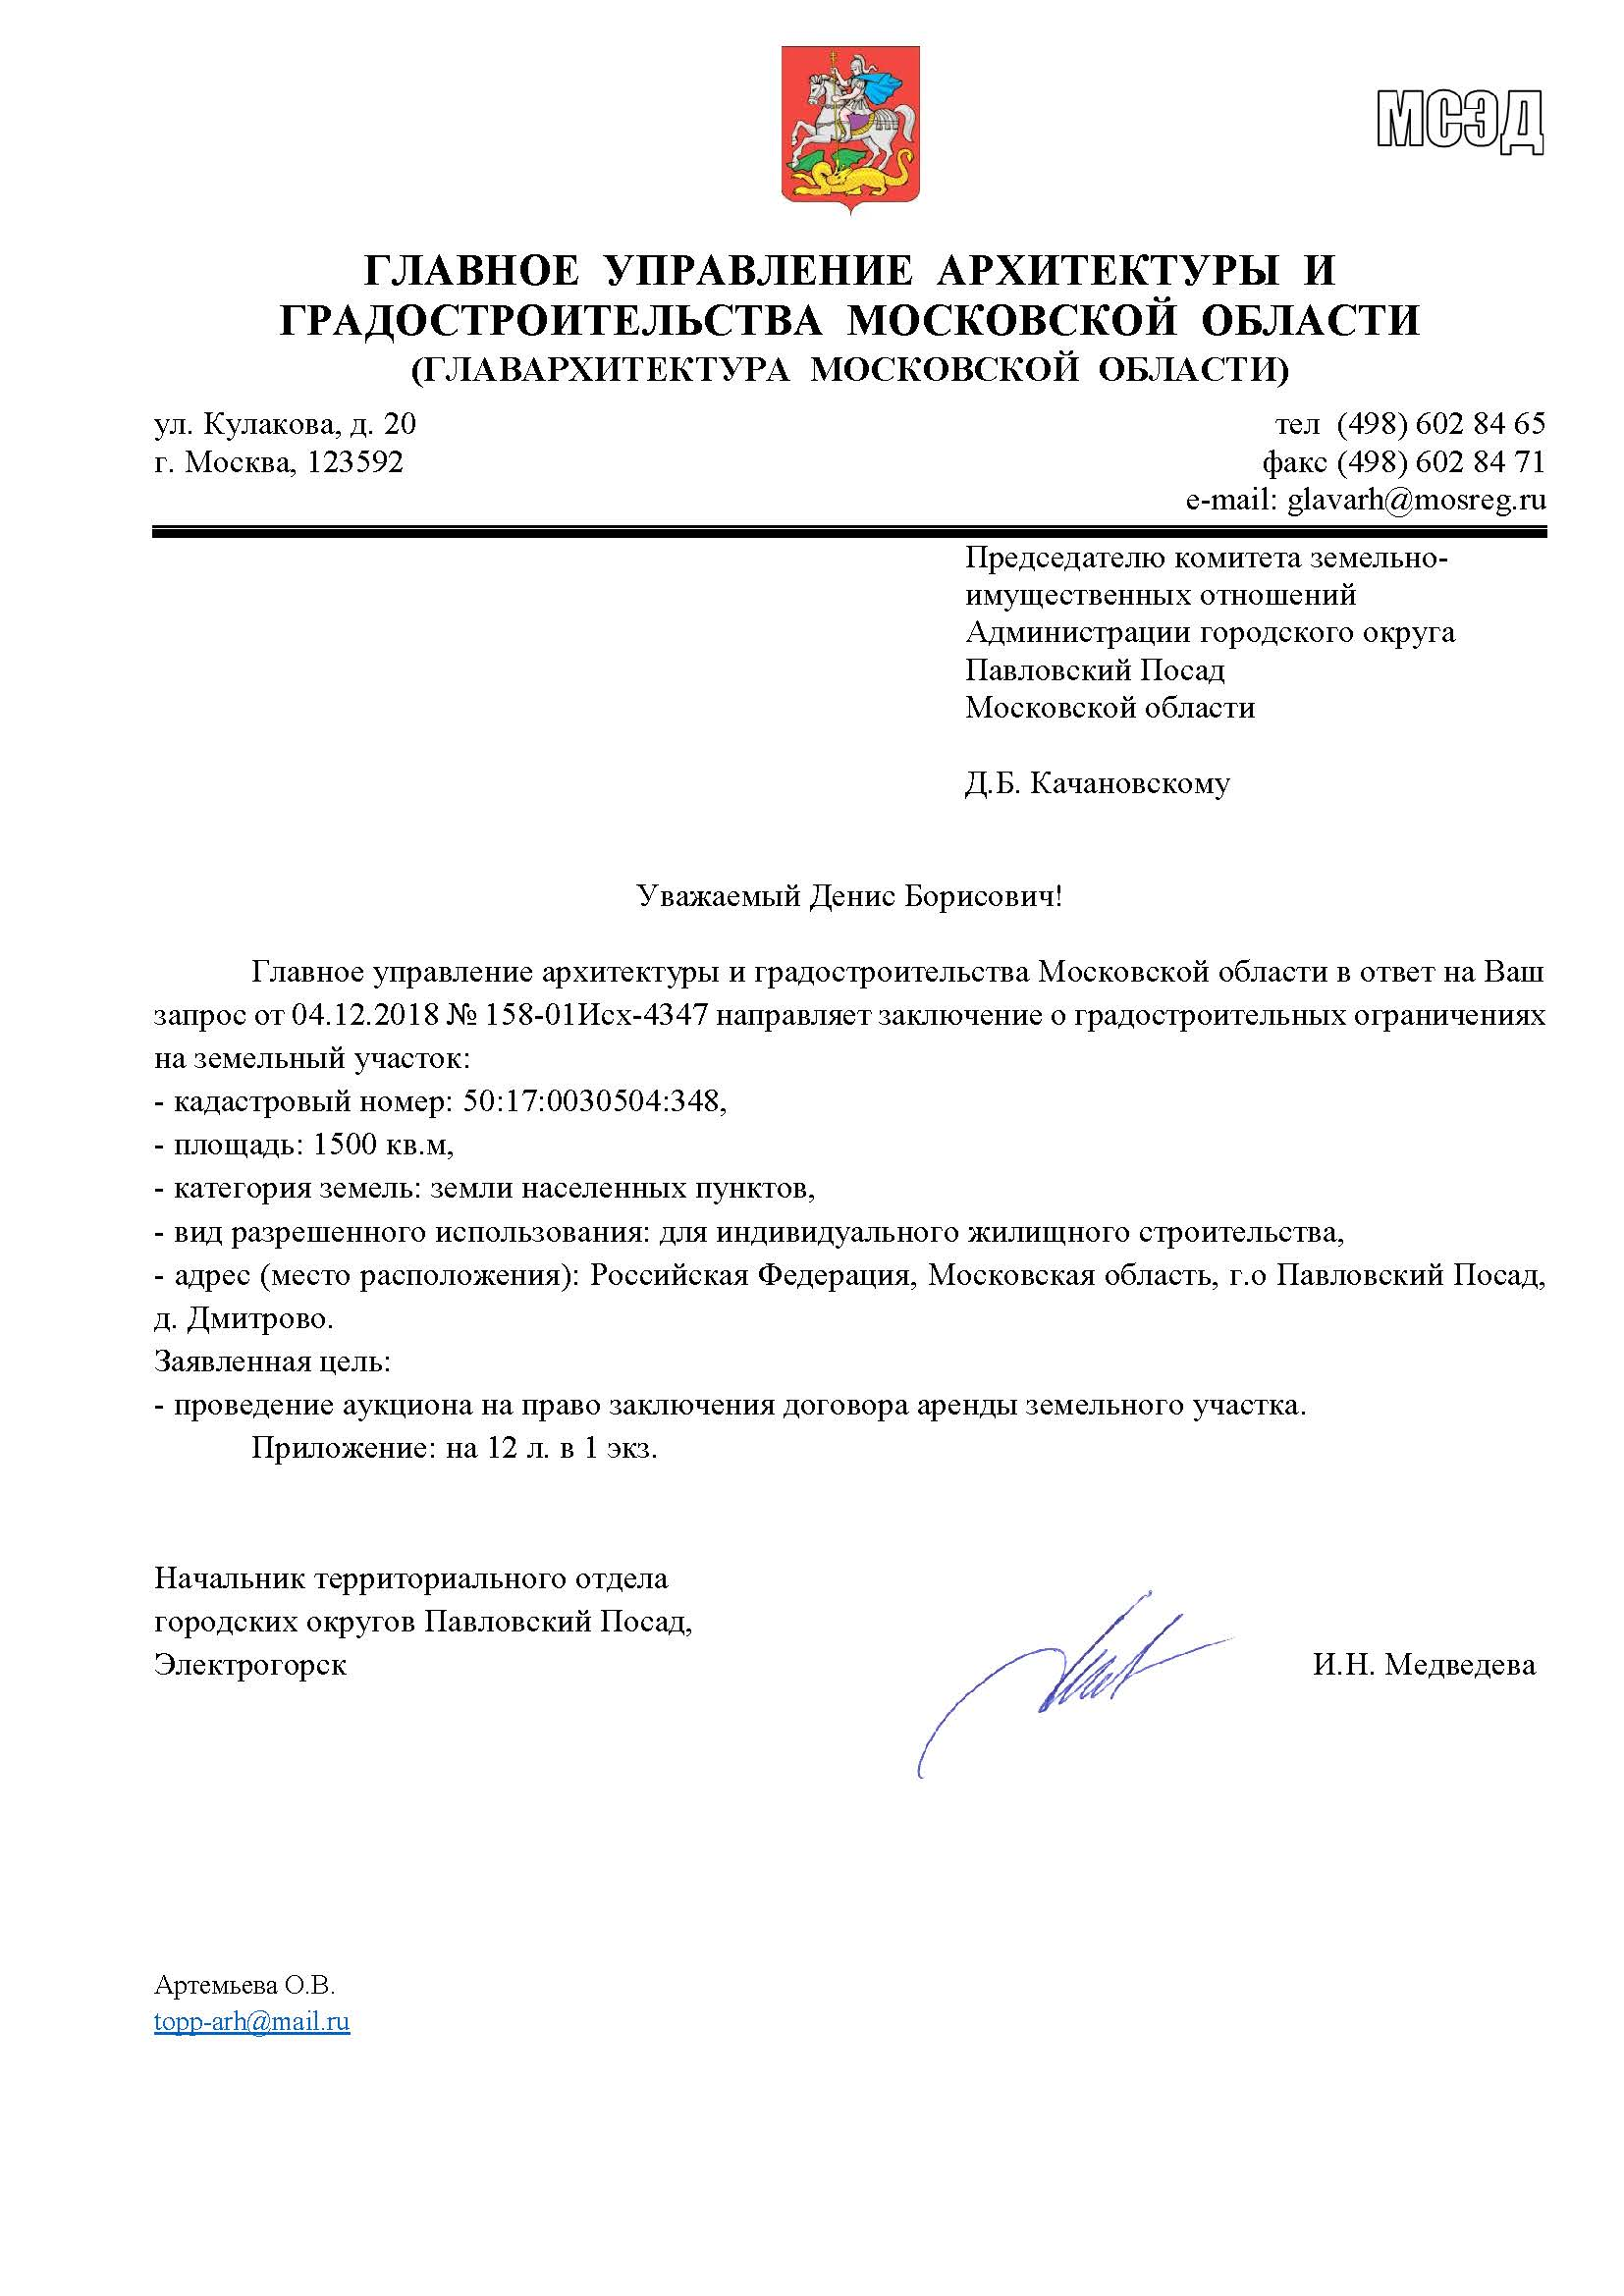 МСЭД
ГЛАВНОЕ УПРАВЛЕНИЕ АРХИТЕКТУРЫ И
ГРАДОСТРОИТЕЛЬСТВА МОСКОВСКОЙ ОБЛАСТИ
(ГЛАВАРХИТЕКТУРА МОСКОВСКОЙ ОБЛАСТИ)
ул. Кулакова, д. 20
г. Москва, 123592
тел (498) 602 84 65
факс (498) 602 84 71
e-mail: glavarh@mosreg.ru
Председателю комитета земельно-
имущественных отношений
Администрации городского округа
Павловский Посад
Московской области
Д.Б. Качановскому
Уважаемый Денис Борисович!
Главное управление архитектуры и градостроительства Московской области в ответ на Ваш
запрос от 04.12.2018 № 158-01Исх-4347 направляет заключение о градостроительных ограничениях
на земельный участок:
- кадастровый номер: 50:17:0030504:348,
- площадь: 1500 кв.м,
- категория земель: земли населенных пунктов,
- вид разрешенного использования: для индивидуального жилищного строительства,
- адрес (место расположения): Российская Федерация, Московская область, г.о Павловский Посад,
д. Дмитрово.
Заявленная цель:
- проведение аукциона на право заключения договора аренды земельного участка.
Приложение: на 12 л. в 1 экз.
Начальник территориального отдела
городских округов Павловский Посад,
Электрогорск
И.Н. Медведева
Артемьева О.В.
topp-arh@mail.ru